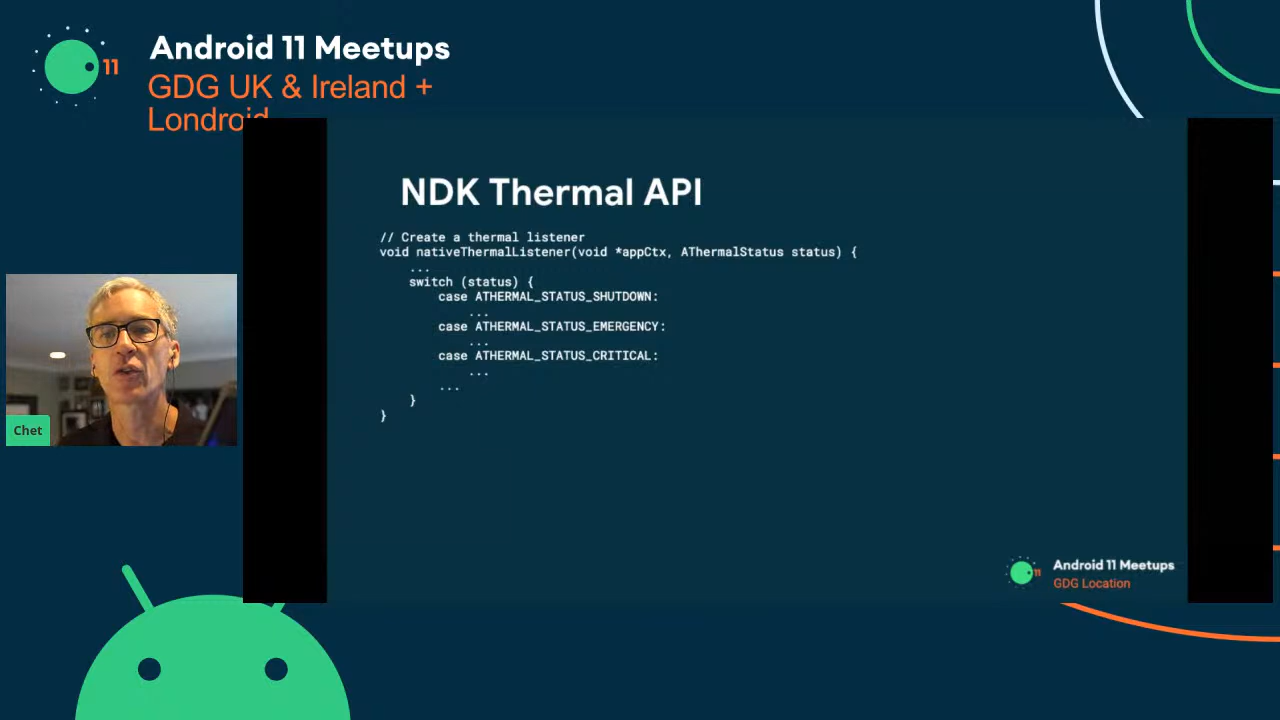 11
Android 11 Meetups
GDG UK & Ireland +
Londroid
NDK Thermal API
// Create a thermal listener
void nativeThermalListener(void *appCtx, AThermalStatus status) {
...
switch (status) {
case ATHERMAL_STATUS_SHUTDOWN:
...
case ATHERMAL_STATUS_EMERGENCY:
...
case ATHERMAL_STATUS_CRITICAL:
...
...
}
}
Chet
11
Android 11 Meetups
GDG Location